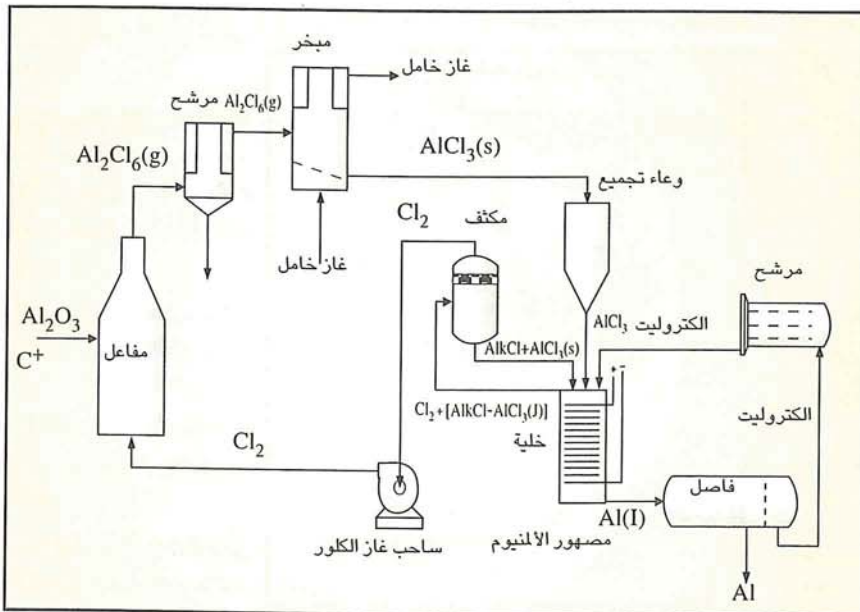 مبخر
غاز خامل
مرشح Al₂Cl₆(g)
Al₂Cl₆(g)
AlCl₃(s)
وعاء تجميع
Cl₂
مكثف
غاز خامل
مرشح
Al₂O₃
C⁺
مفاعل
AlCl₃ الكتروليت
AlkCl+AlCl₃(s)
+ -
Cl₂+[AlkCl-AlCl₃(J)]
خلية
الكتروليت
Cl₂
فاصل
Al(I)
مصهور الألمنيوم
ساحب غاز الكلور
Al